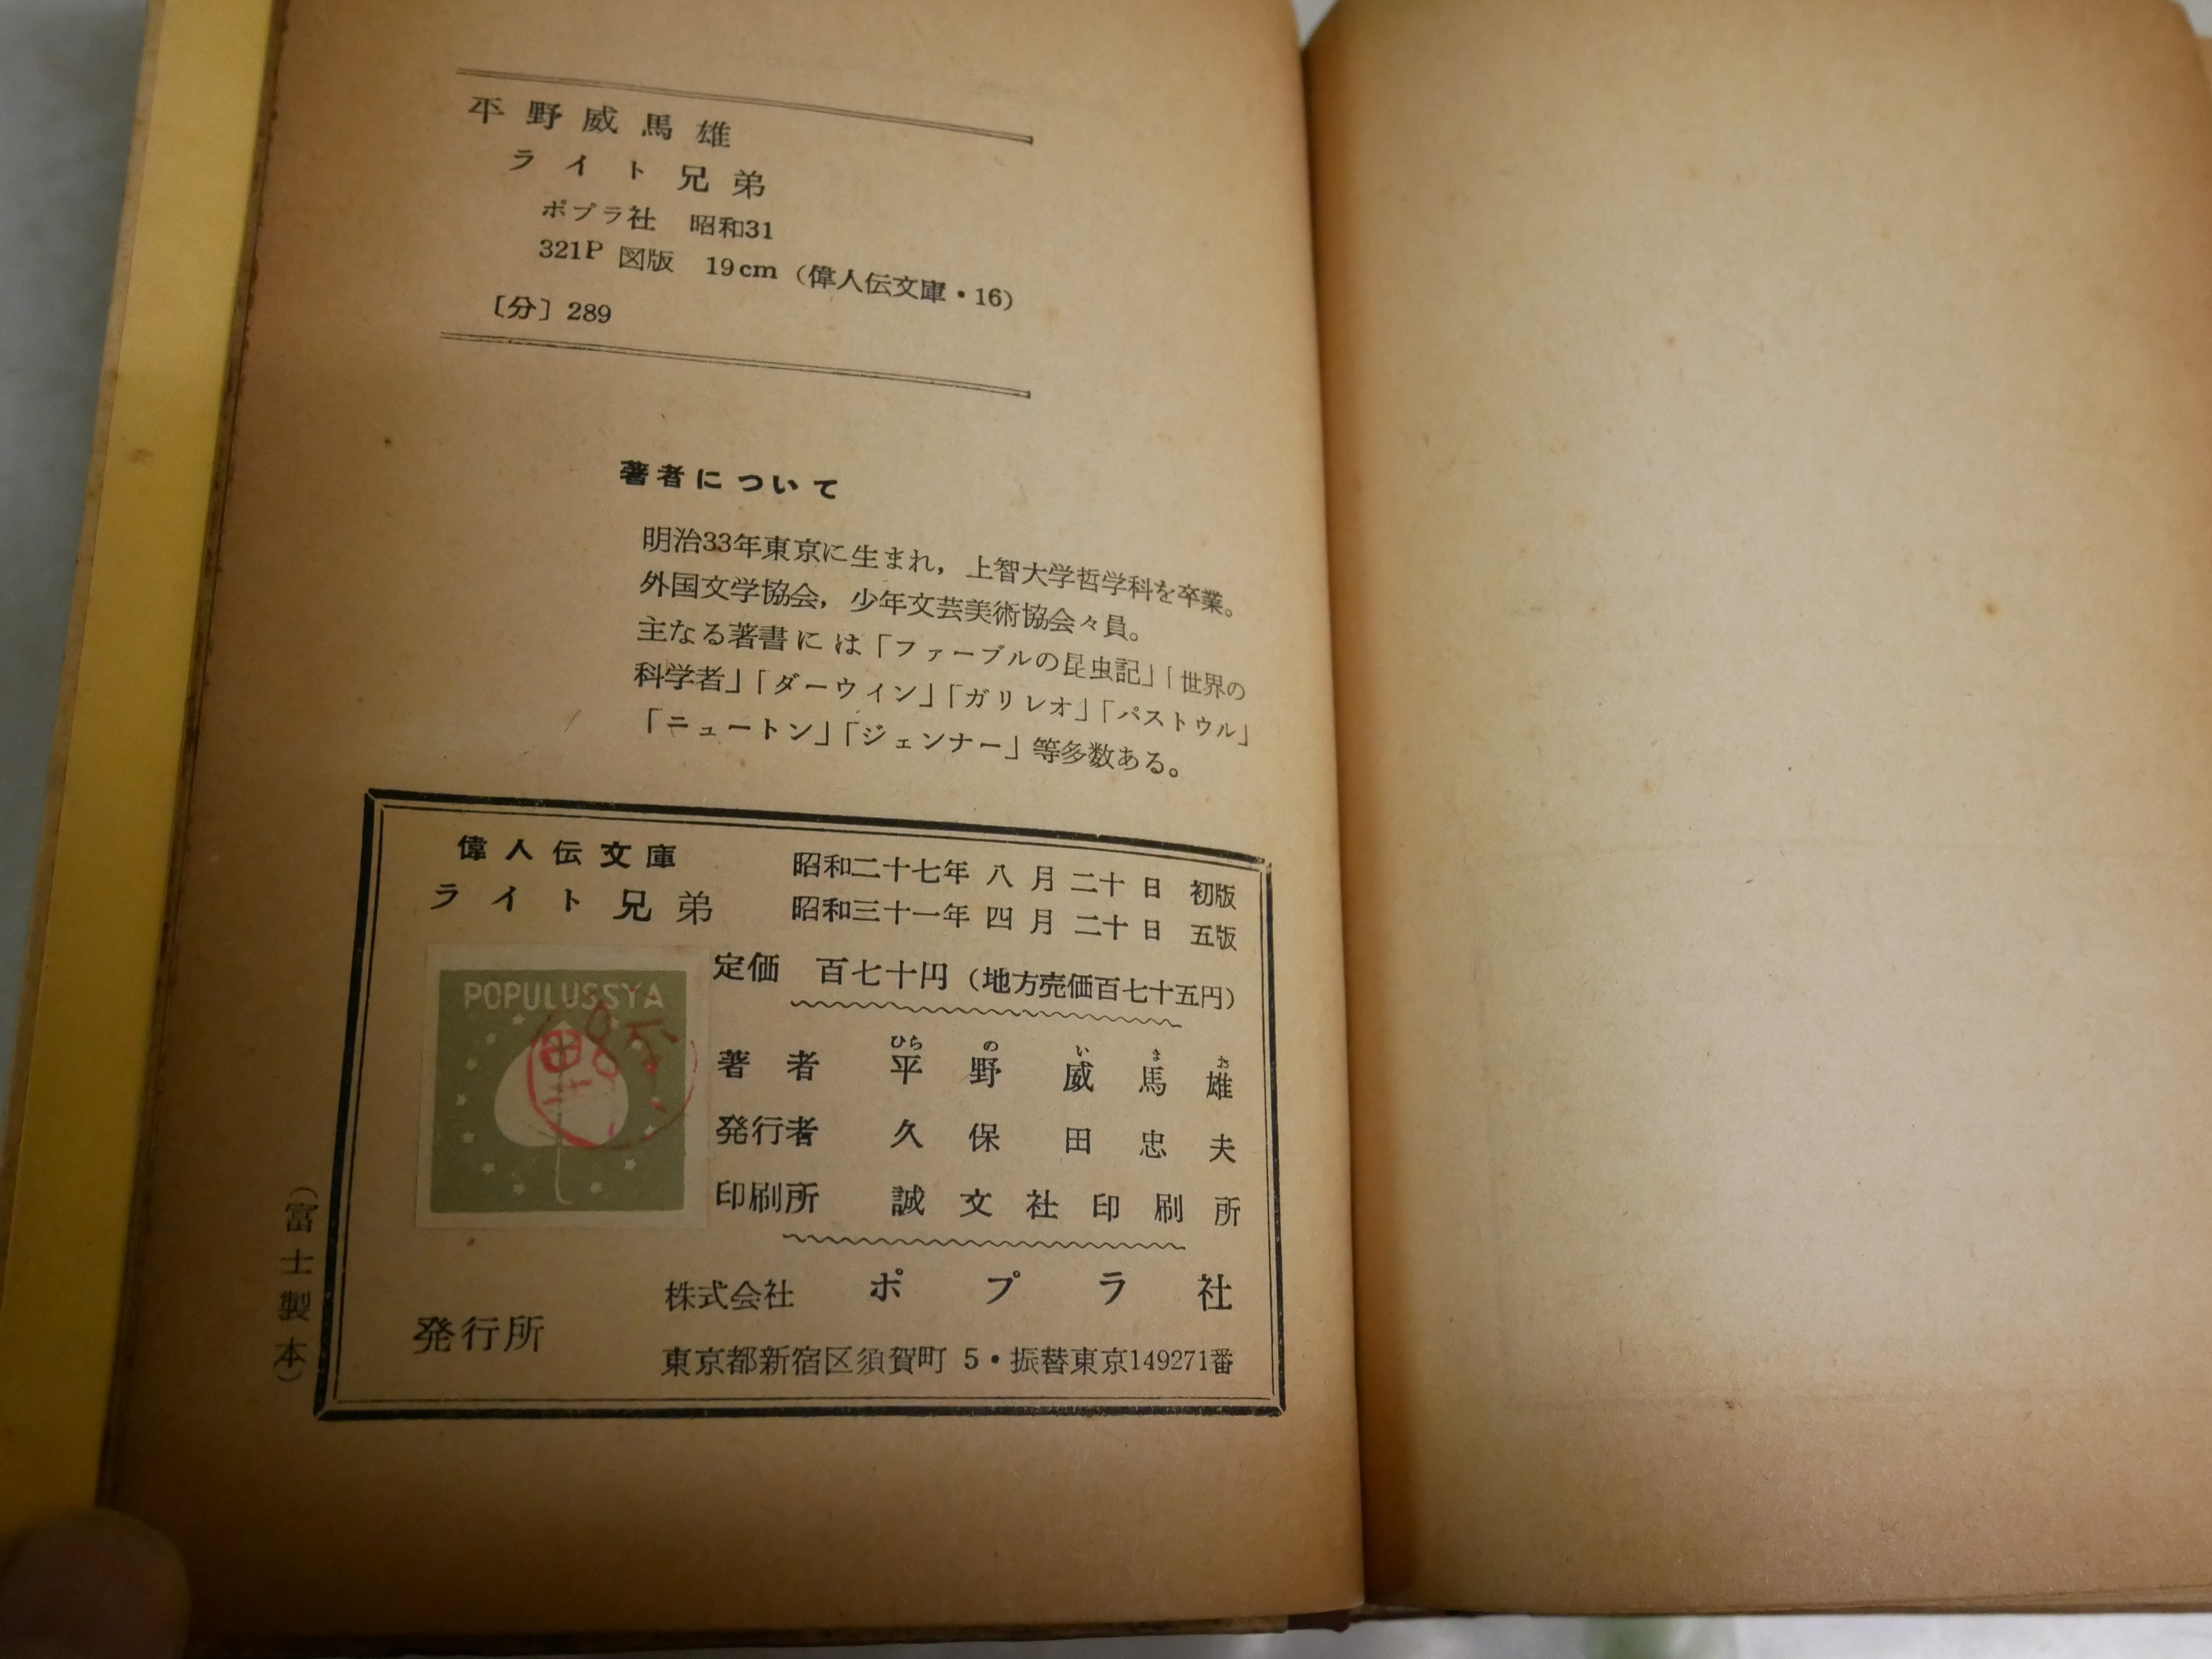 平野威馬雄
ライト兄弟
ポプラ社 昭和31
321P 図版 19cm (偉人伝文庫・16)
〔分〕289
著者について
明治33年東京に生まれ，上智大学哲学科を卒業。
外国文学協会，少年文芸美術協会々員。
主なる著書には「ファーブルの昆虫記」「世界の
科学者」「ダーウィン」「ガリレオ」「パストゥル」
「ニュートン」「ジェンナー」等多数ある。
偉人伝文庫
ライト兄弟
昭和二十七年八月二十日 初版
昭和三十一年四月二十日 五版
定価 百七十円 (地方売価百七十五円)
POPULUSSYA
ひら の い ま お
著者 平野威馬雄
発行者 久保田忠夫
印刷所 誠文社印刷所
発行所
株式会社 ポプラ社
東京都新宿区須賀町 5・振替東京149271番
(富士製本)